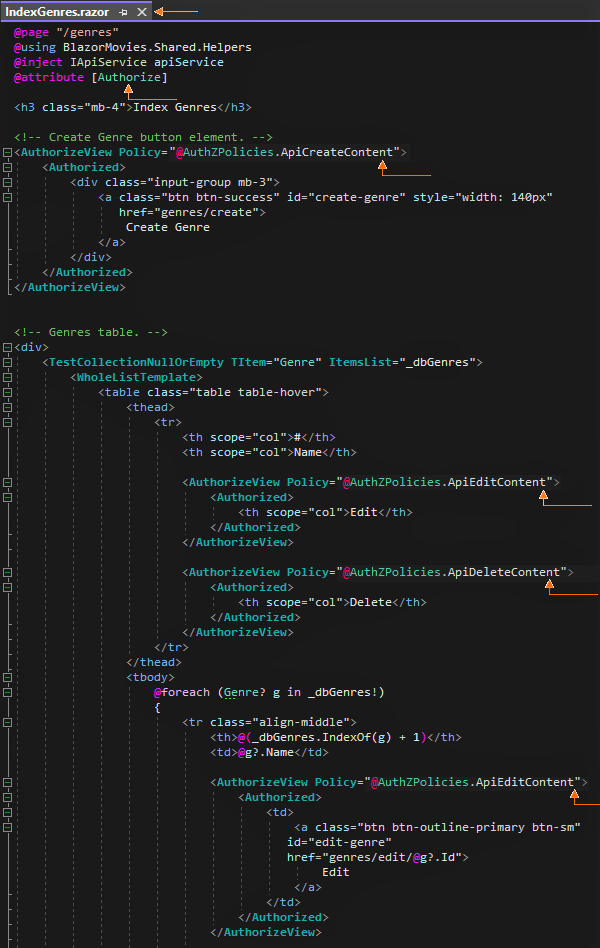 IndexGenres.razor
@page "/genres"
@using BlazorMovies.Shared.Helpers
@inject IApiService apiService
@attribute [Authorize]
<h3 class="mb-4">Index Genres</h3>
<!-- Create Genre button element. -->
<AuthorizeView Policy="@AuthZPolicies.ApiCreateContent">
<Authorized>
<div class="input-group mb-3">
<a class="btn btn-success" id="create-genre" style="width: 140px"
href="genres/create">
Create Genre
</a>
</div>
</Authorized>
</AuthorizeView>
<!-- Genres table. -->
<div>
<TestCollectionNullOrEmpty TItem="Genre" ItemsList="_dbGenres">
<WholeListTemplate>
<table class="table table-hover">
<thead>
<tr>
<th scope="col">#</th>
<th scope="col">Name</th>
<AuthorizeView Policy="@AuthZPolicies.ApiEditContent">
<Authorized>
<th scope="col">Edit</th>
</Authorized>
</AuthorizeView>
<AuthorizeView Policy="@AuthZPolicies.ApiDeleteContent">
<Authorized>
<th scope="col">Delete</th>
</Authorized>
</AuthorizeView>
</tr>
</thead>
<tbody>
@foreach (Genre? g in _dbGenres!)
{
<tr class="align-middle">
<th>@(_dbGenres.IndexOf(g) + 1)</th>
<td>@g?.Name</td>
<AuthorizeView Policy="@AuthZPolicies.ApiEditContent">
<Authorized>
<td>
<a class="btn btn-outline-primary btn-sm"
id="edit-genre"
href="genres/edit/@g?.Id">
Edit
</a>
</td>
</Authorized>
</AuthorizeView>